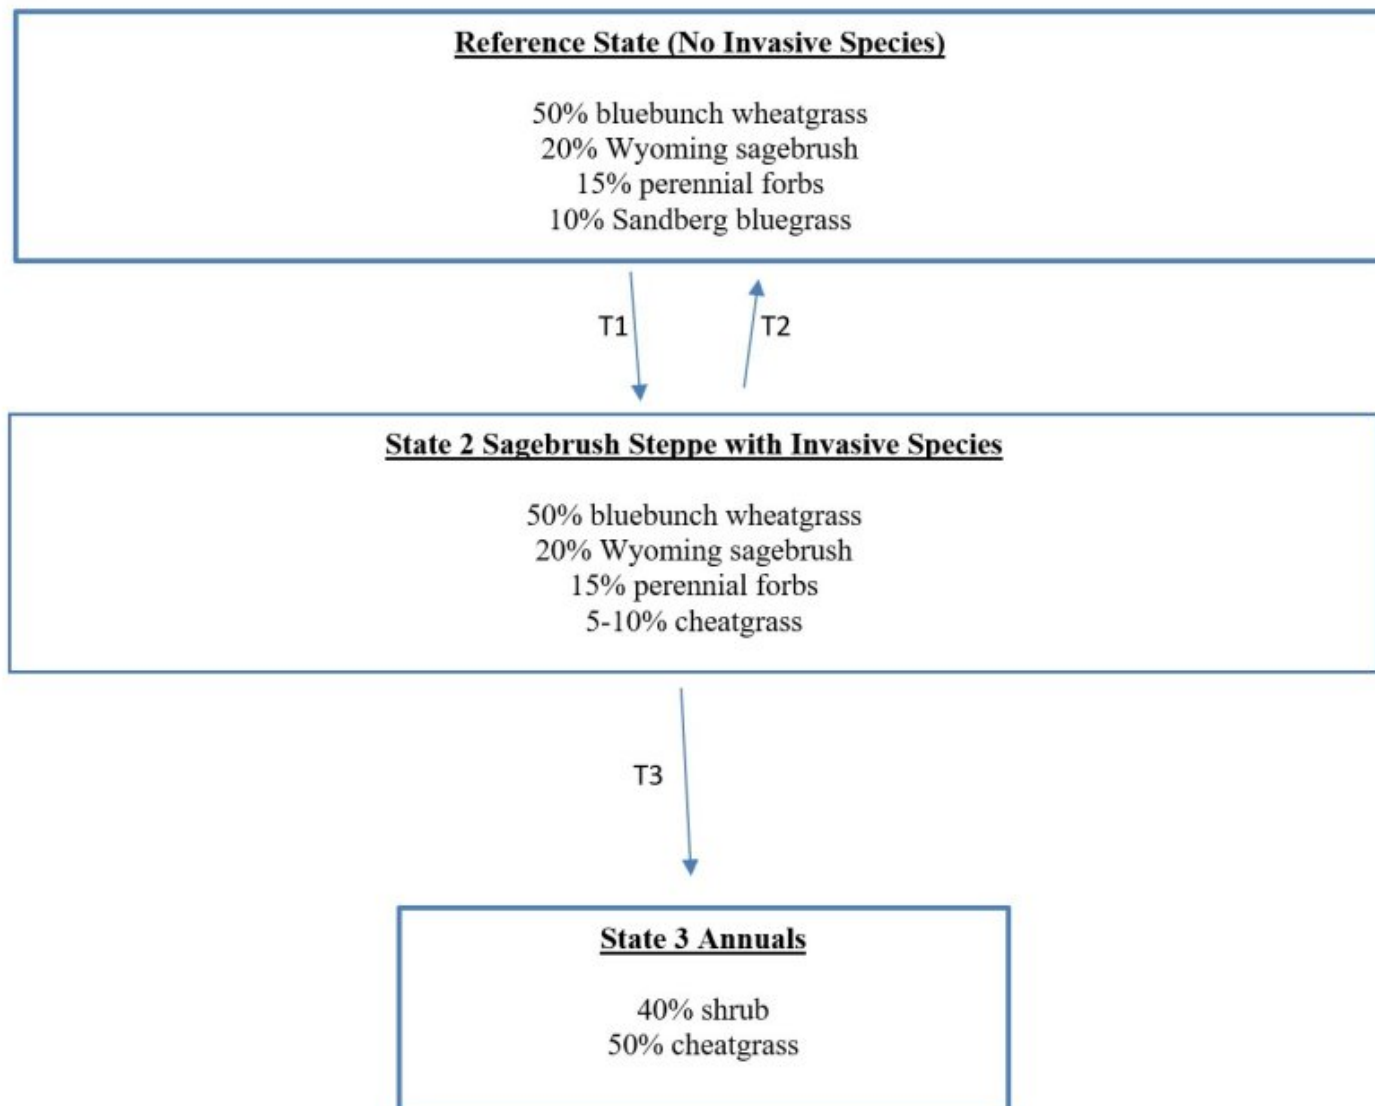 Reference State (No Invasive Species)
50% bluebunch wheatgrass
20% Wyoming sagebrush
15% perennial forbs
10% Sandberg bluegrass
T1
T2
State 2 Sagebrush Steppe with Invasive Species
50% bluebunch wheatgrass
20% Wyoming sagebrush
15% perennial forbs
5-10% cheatgrass
T3
State 3 Annuals
40% shrub
50% cheatgrass